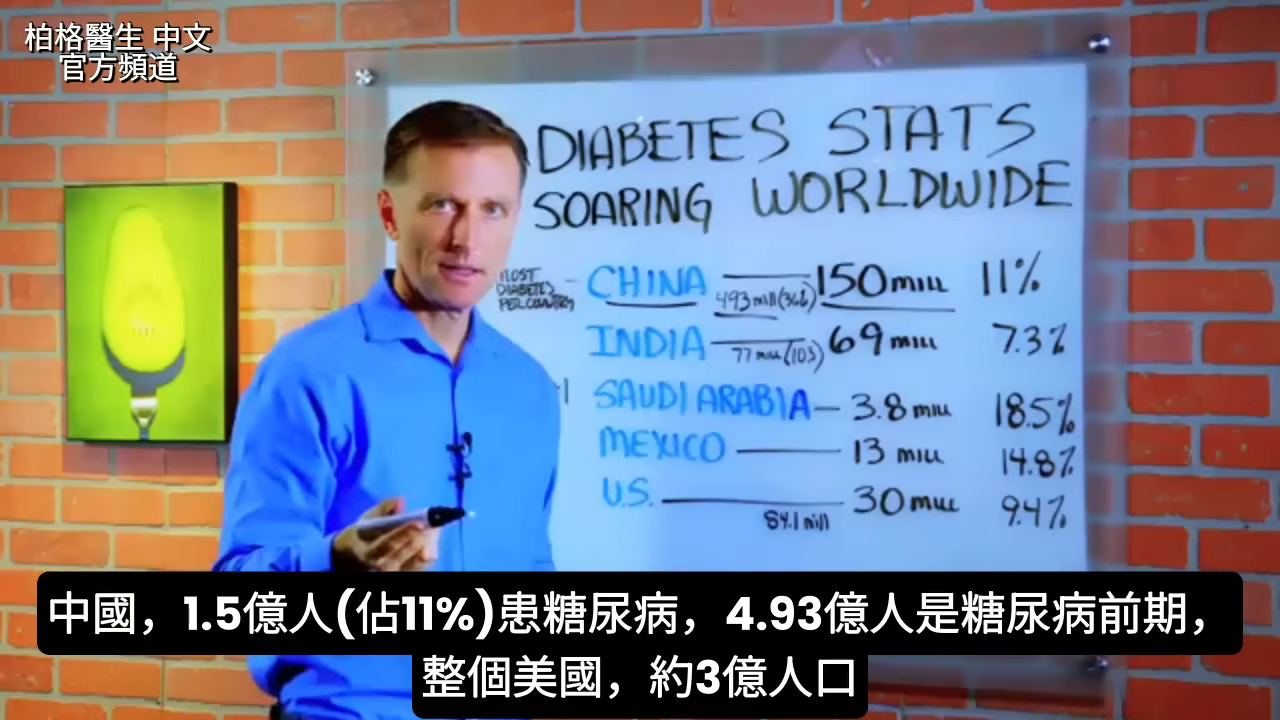 柏格醫生 中文
官方頻道
DIABETES STATS
SOARING WORLDWIDE
MOST DIABETES PER COUNTRY - CHINA — 150 MILL 11%
493 mill
INDIA — 69 MILL 7.3%
77 MILL (103)
SAUDI ARABIA — 3.8 MILL 18.5%
MEXICO — 13 MILL 14.8%
U.S. — 30 MILL 9.4%
84.1 mill
中國，1.5億人(佔11%)患糖尿病，4.93億人是糖尿病前期，
整個美國，約3億人口